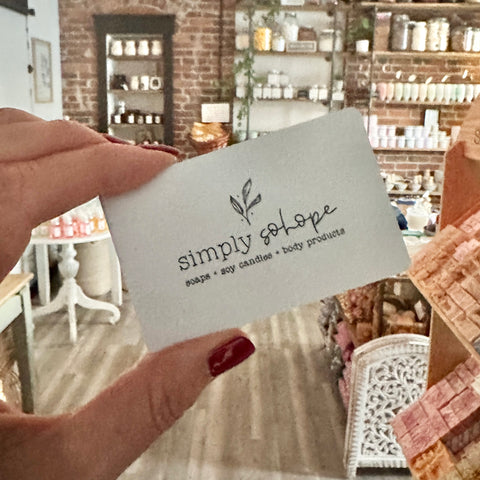 simply sohope
soaps + soy candles + body products